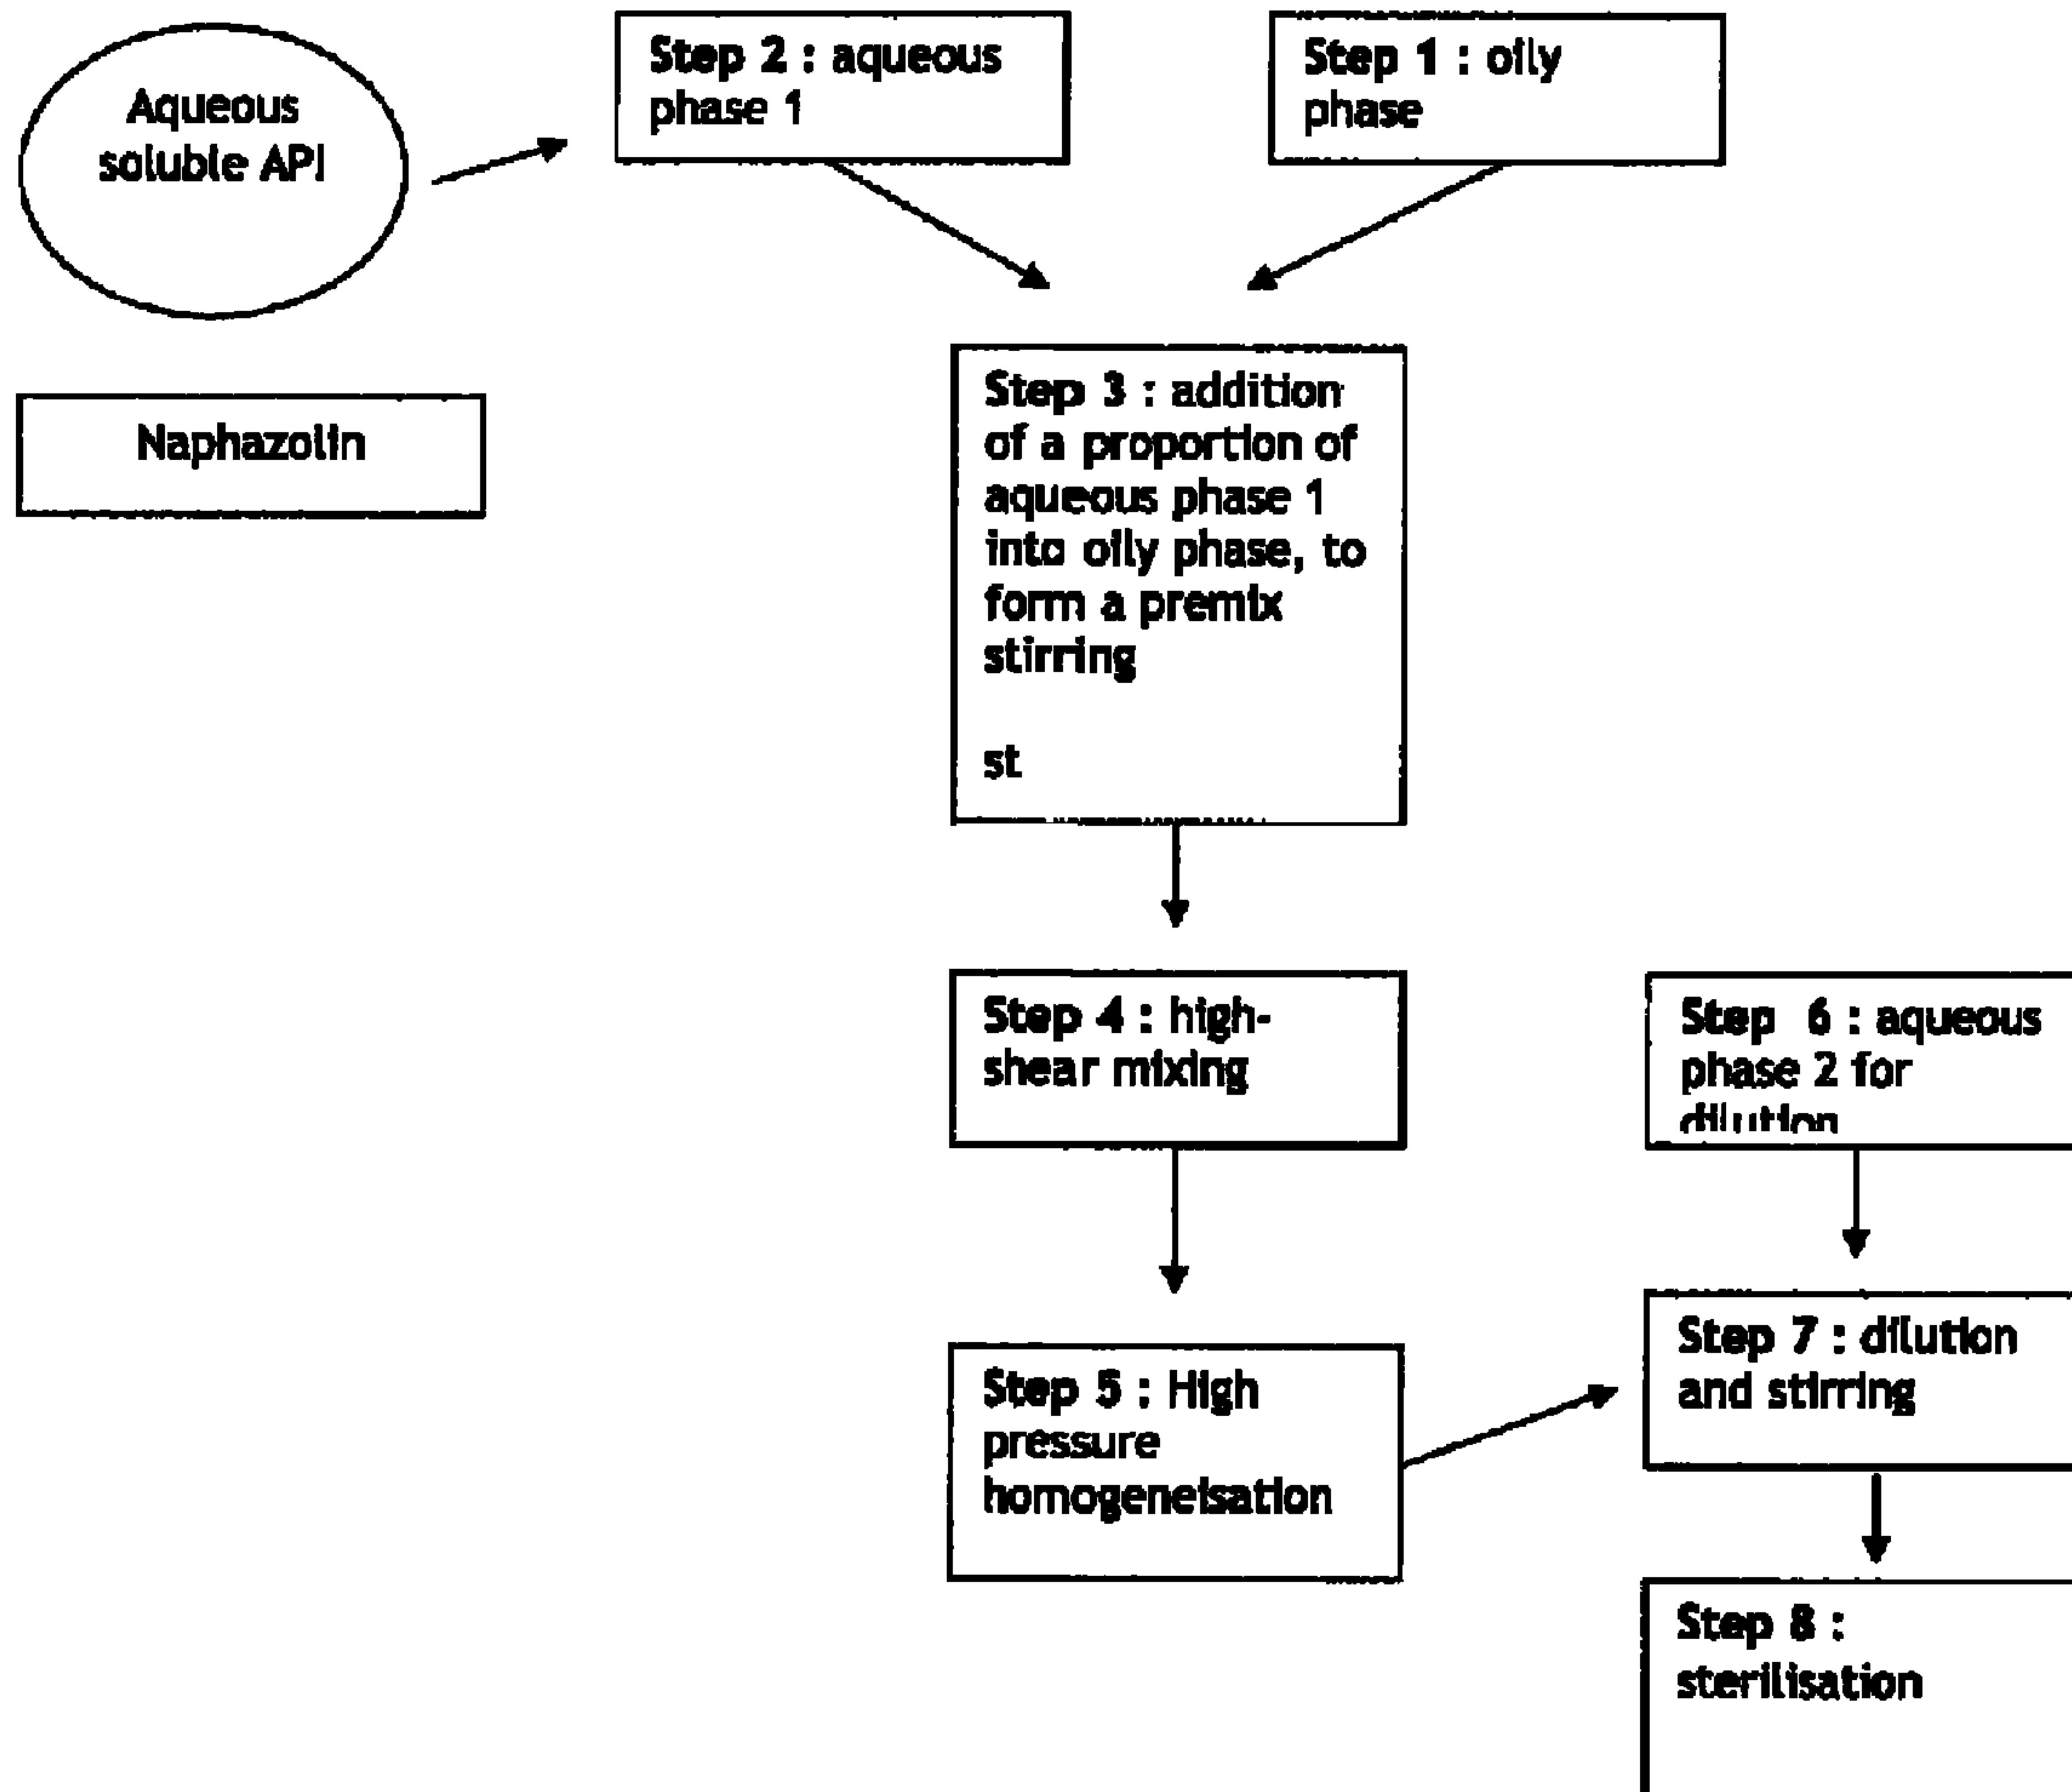 Aqueous
soluble API
Naphazolin
Step 2 : aqueous
phase 1
Step 1 : oily
phase
Step 3 : addition
of a proportion of
aqueous phase 1
into oily phase, to
form a premix
stirring
st
Step 4 : high-
shear mixing
Step 5 : High
pressure
homogeneisation
Step 6 : aqueous
phase 2 for
dilution
Step 7 : dilution
and stirring
Step 8 :
sterilisation